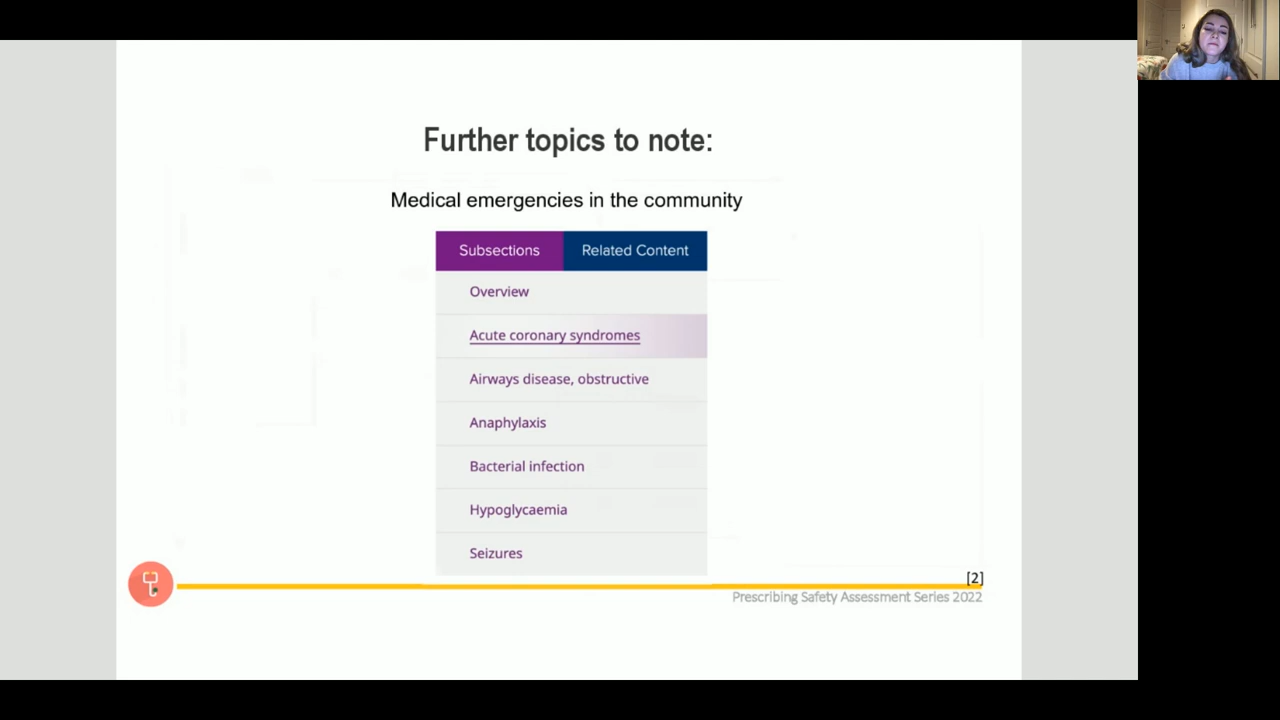 Further topics to note:
Medical emergencies in the community
Subsections
Related Content
Overview
Acute coronary syndromes
Airways disease, obstructive
Anaphylaxis
Bacterial infection
Hypoglycaemia
Seizures
[2]
Prescribing Safety Assessment Series 2022